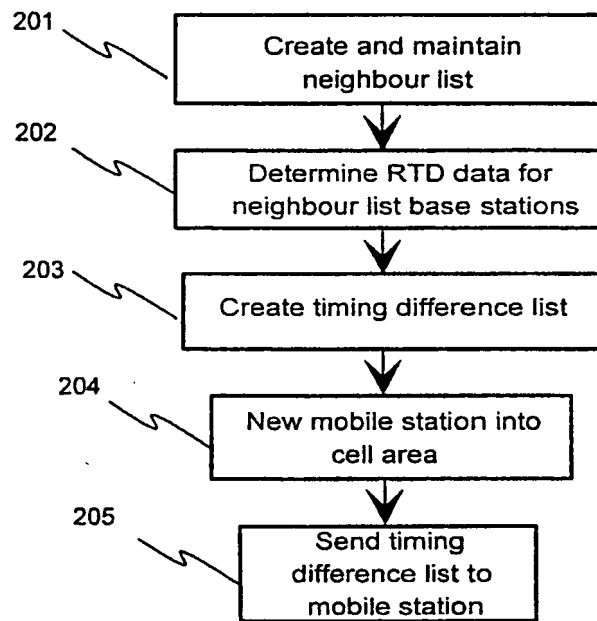 201
Create and maintain
neighbour list
202
Determine RTD data for
neighbour list base stations
203
Create timing difference list
204
New mobile station into
cell area
205
Send timing
difference list to
mobile station